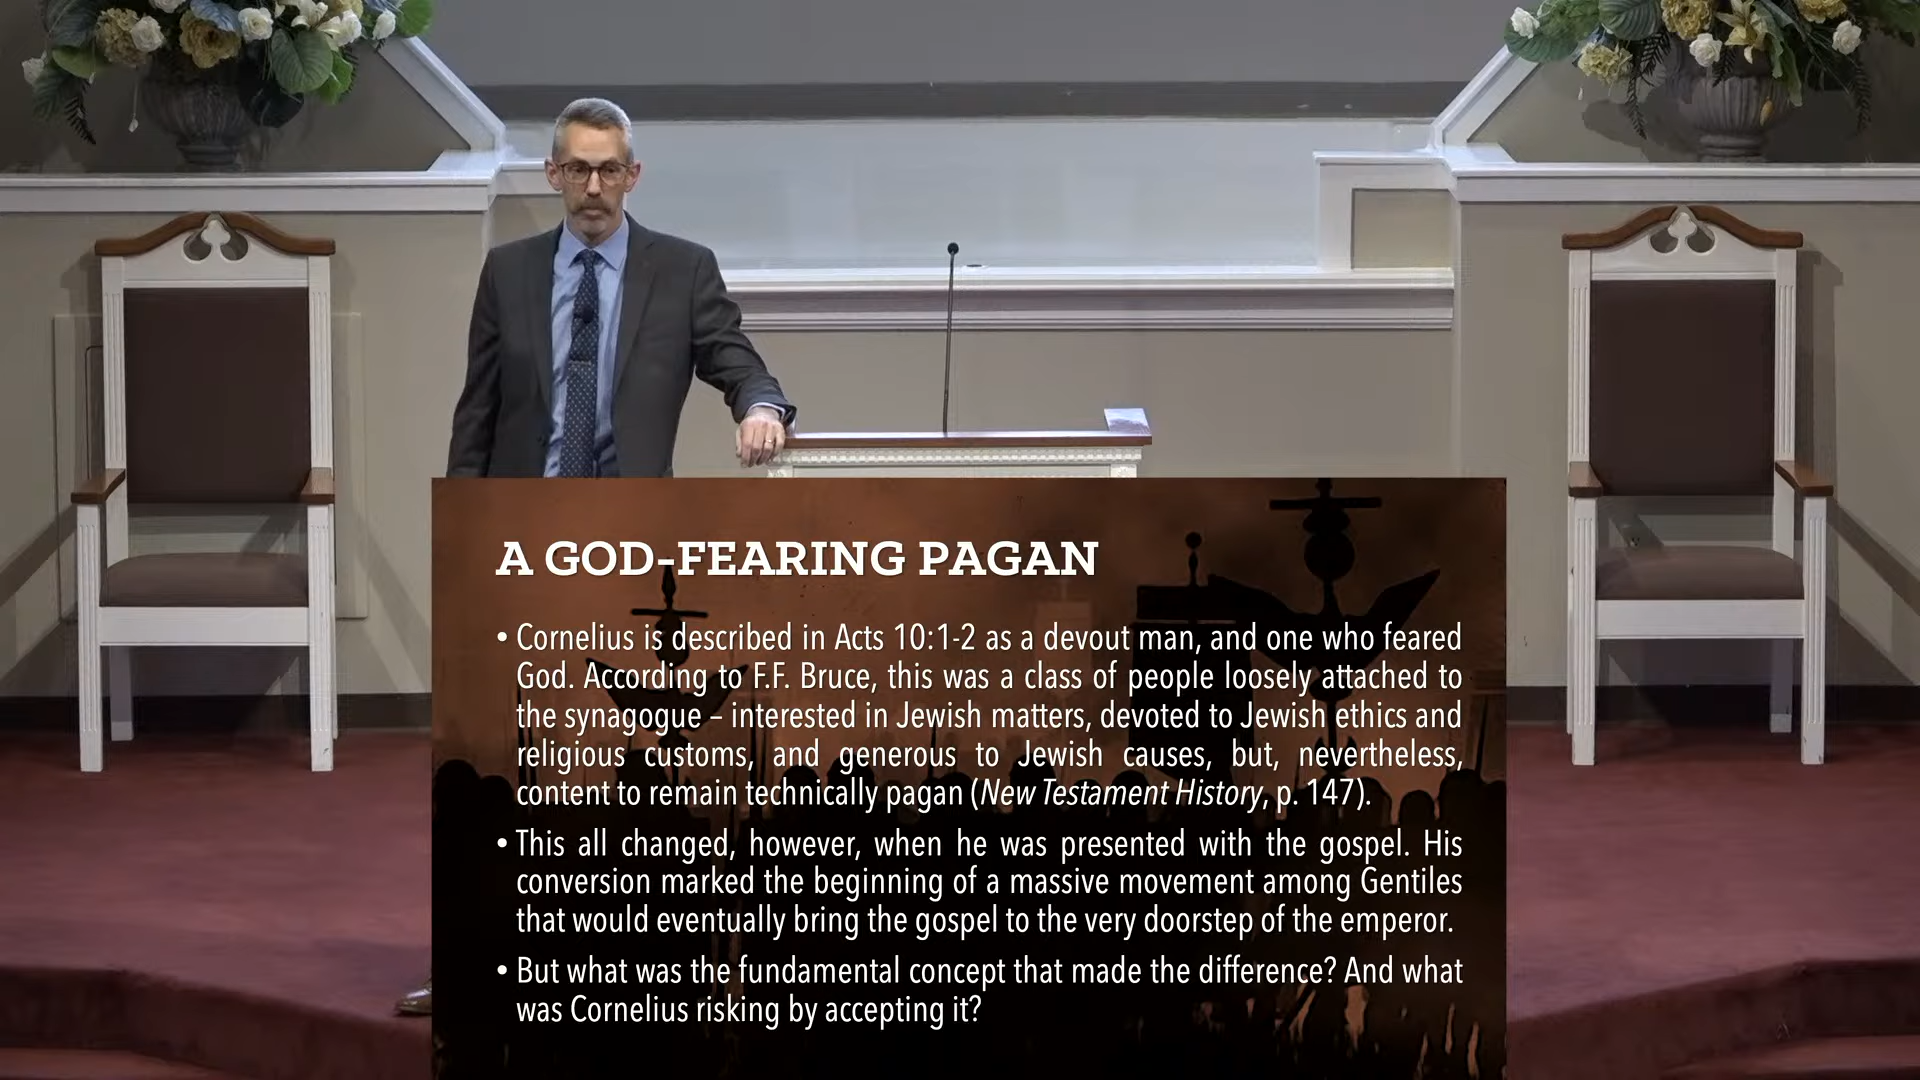 A GOD-FEARING PAGAN
• Cornelius is described in Acts 10:1-2 as a devout man, and one who feared
God. According to F.F. Bruce, this was a class of people loosely attached to
the synagogue – interested in Jewish matters, devoted to Jewish ethics and
religious customs, and generous to Jewish causes, but, nevertheless,
content to remain technically pagan (New Testament History, p. 147).
• This all changed, however, when he was presented with the gospel. His
conversion marked the beginning of a massive movement among Gentiles
that would eventually bring the gospel to the very doorstep of the emperor.
• But what was the fundamental concept that made the difference? And what
was Cornelius risking by accepting it?